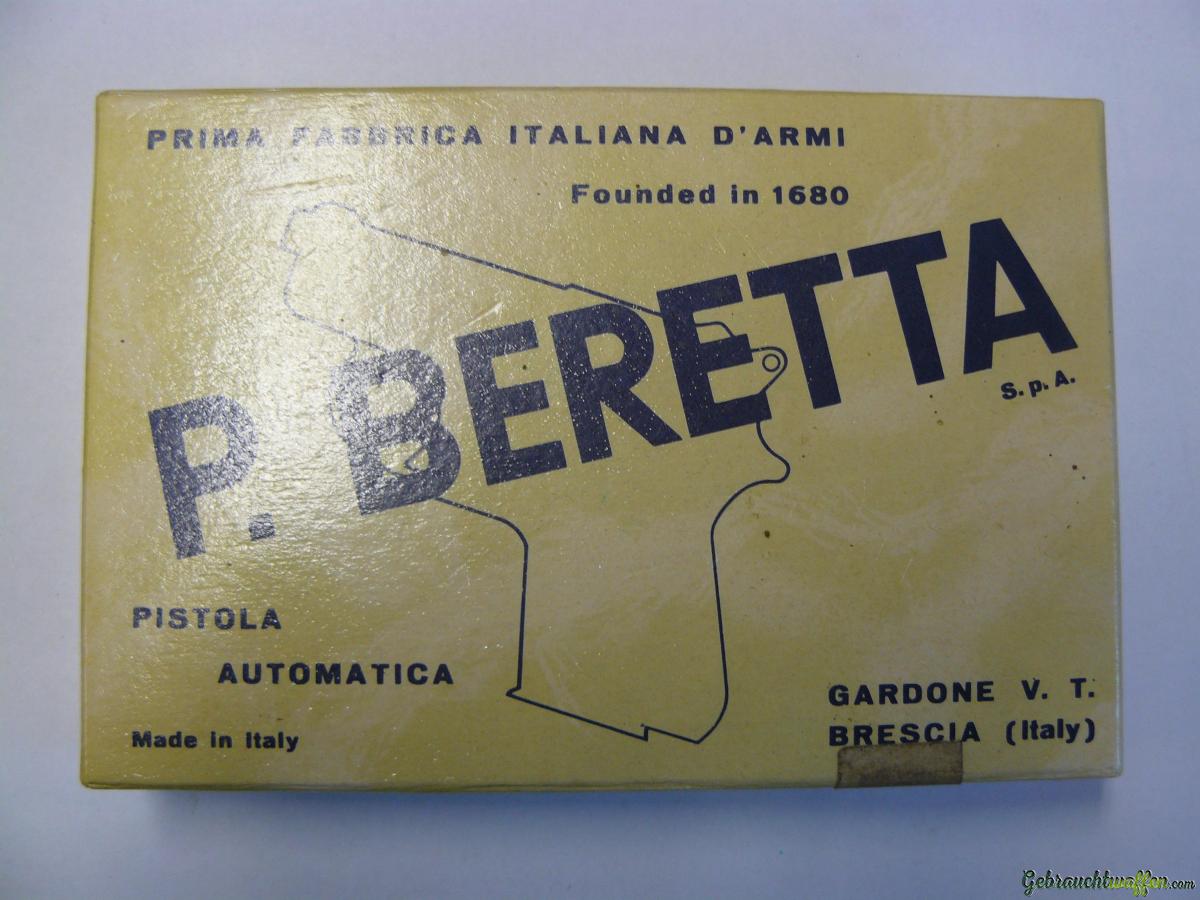 PRIMA FABBRICA ITALIANA D'ARMI
Founded in 1680
P. BERETTA
S.p.A.
PISTOLA
AUTOMATICA
Made in Italy
GARDONE V. T.
BRESCIA (Italy)
Gebrauchtwaffen.com